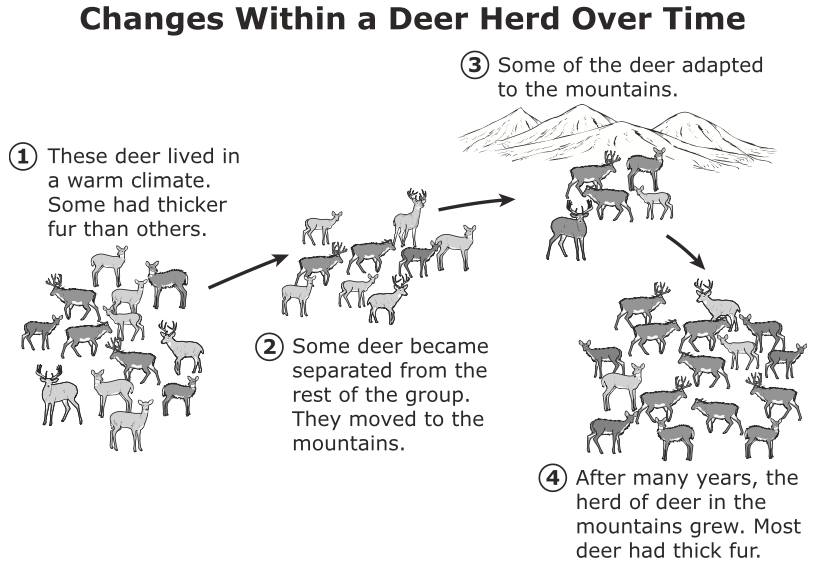 Changes Within a Deer Herd Over Time
1 These deer lived in
a warm climate.
Some had thicker
fur than others.
2 Some deer became
separated from the
rest of the group.
They moved to the
mountains.
3 Some of the deer adapted
to the mountains.
4 After many years, the
herd of deer in the
mountains grew. Most
deer had thick fur.